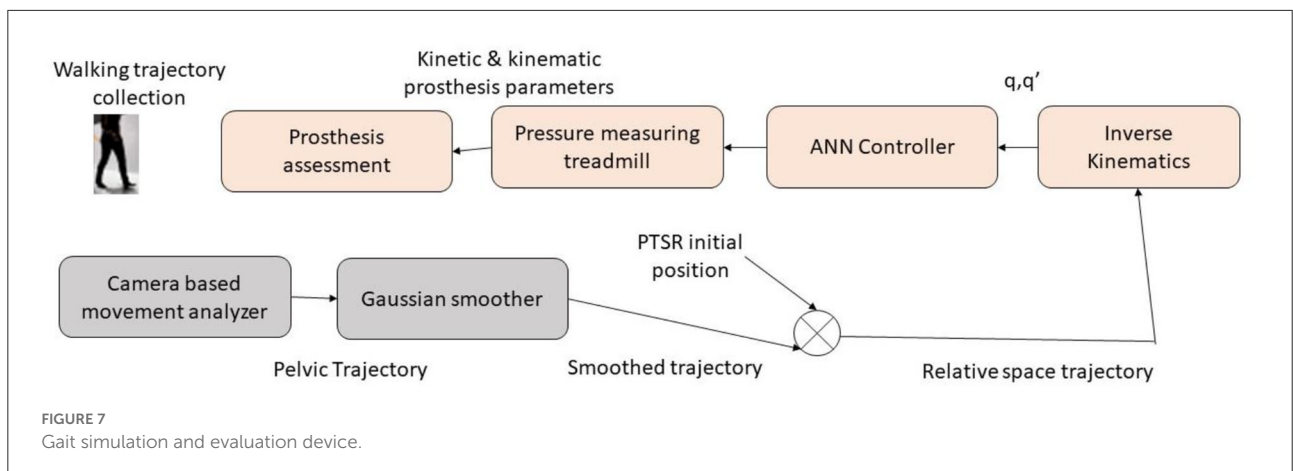 Walking trajectory
collection
Kinetic & kinematic
prosthesis parameters
q,q’
Prosthesis
assessment
Pressure measuring
treadmill
ANN Controller
Inverse
Kinematics
PTSR initial
position
Camera based
movement analyzer
Gaussian smoother
Pelvic Trajectory
Smoothed trajectory
Relative space trajectory
FIGURE 7
Gait simulation and evaluation device.